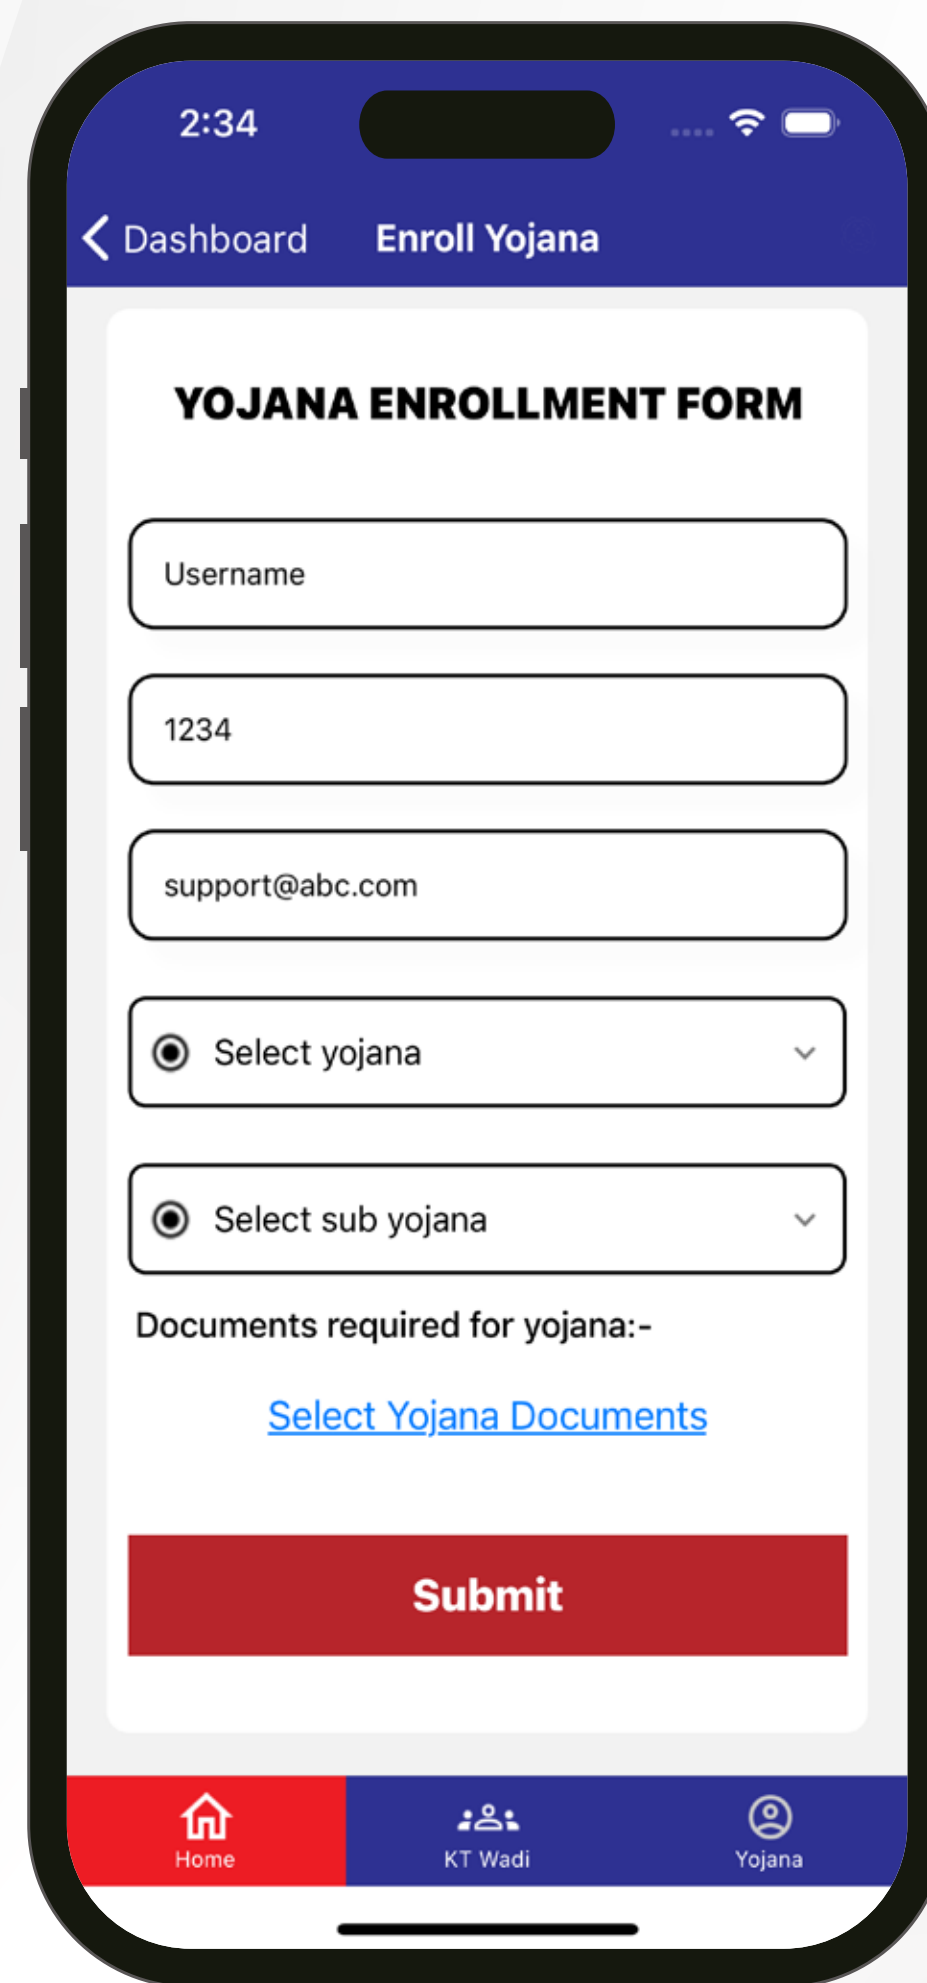 2:34
Dashboard Enroll Yojana
YOJANA ENROLLMENT FORM
Username
1234
support@abc.com
Select yojana
Select sub yojana
Documents required for yojana:-
Select Yojana Documents
Submit
Home KT Wadi Yojana